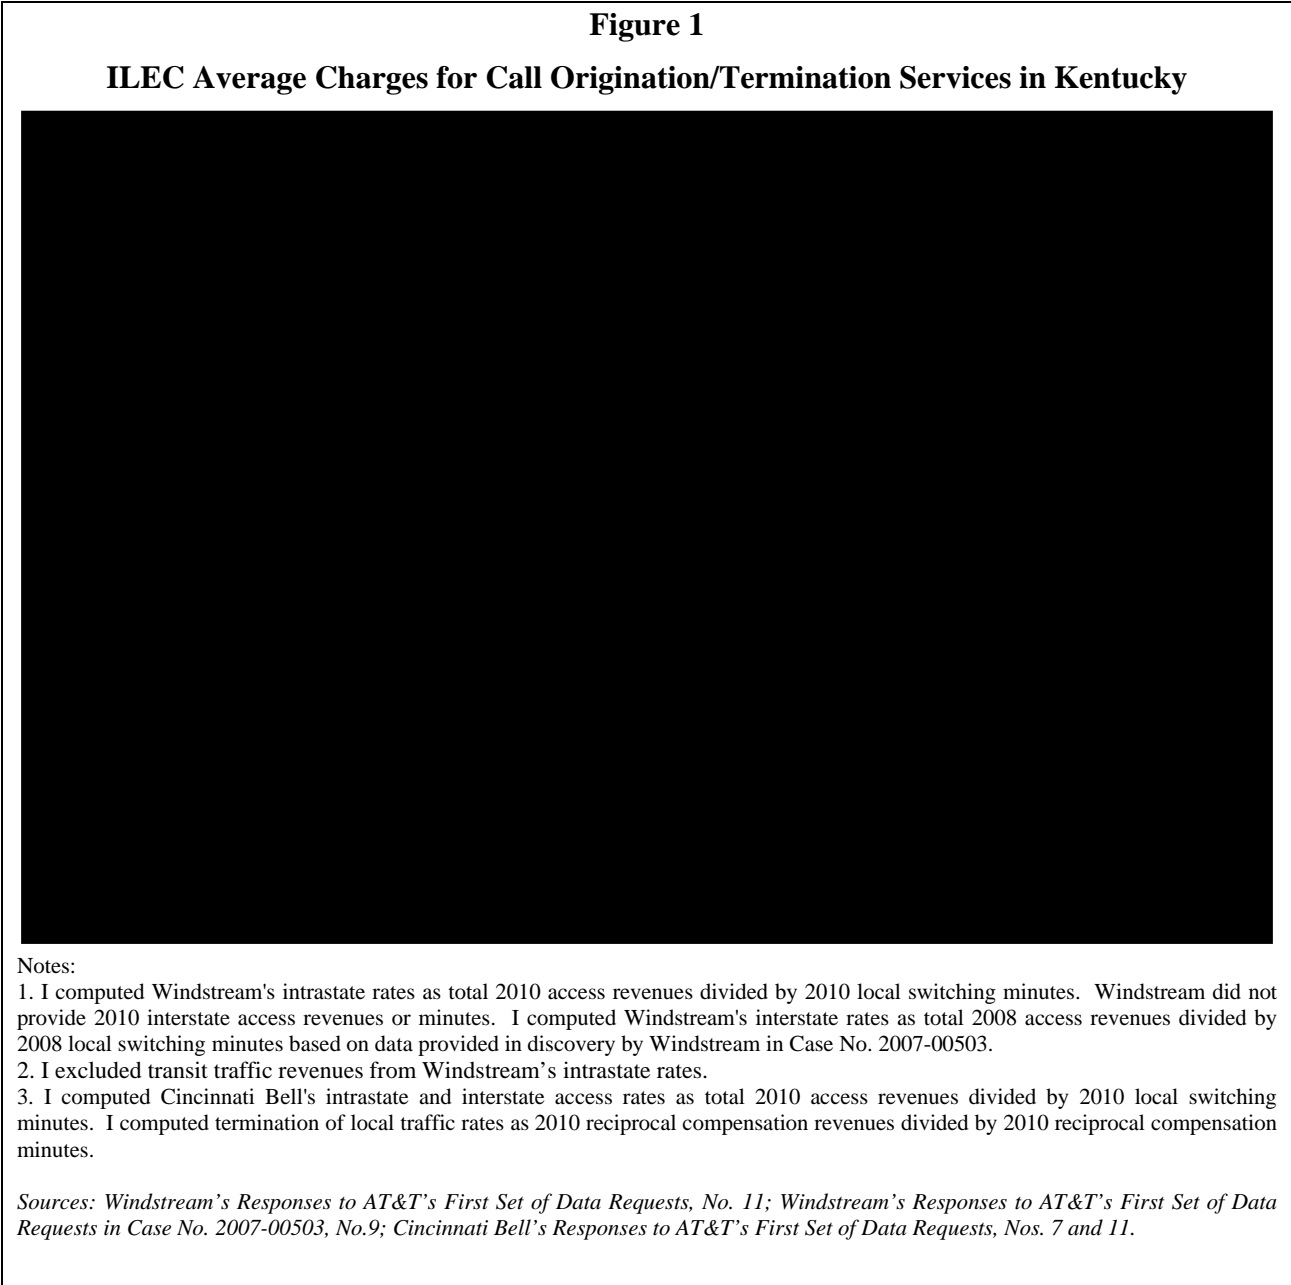 Figure 1
ILEC Average Charges for Call Origination/Termination Services in Kentucky
Notes:
1. I computed Windstream's intrastate rates as total 2010 access revenues divided by 2010 local switching minutes. Windstream did not
provide 2010 interstate access revenues or minutes. I computed Windstream's interstate rates as total 2008 access revenues divided by
2008 local switching minutes based on data provided in discovery by Windstream in Case No. 2007-00503.
2. I excluded transit traffic revenues from Windstream’s intrastate rates.
3. I computed Cincinnati Bell's intrastate and interstate access rates as total 2010 access revenues divided by 2010 local switching
minutes. I computed termination of local traffic rates as 2010 reciprocal compensation revenues divided by 2010 reciprocal compensation
minutes.
Sources: Windstream’s Responses to AT&T’s First Set of Data Requests, No. 11; Windstream’s Responses to AT&T’s First Set of Data
Requests in Case No. 2007-00503, No.9; Cincinnati Bell’s Responses to AT&T’s First Set of Data Requests, Nos. 7 and 11.